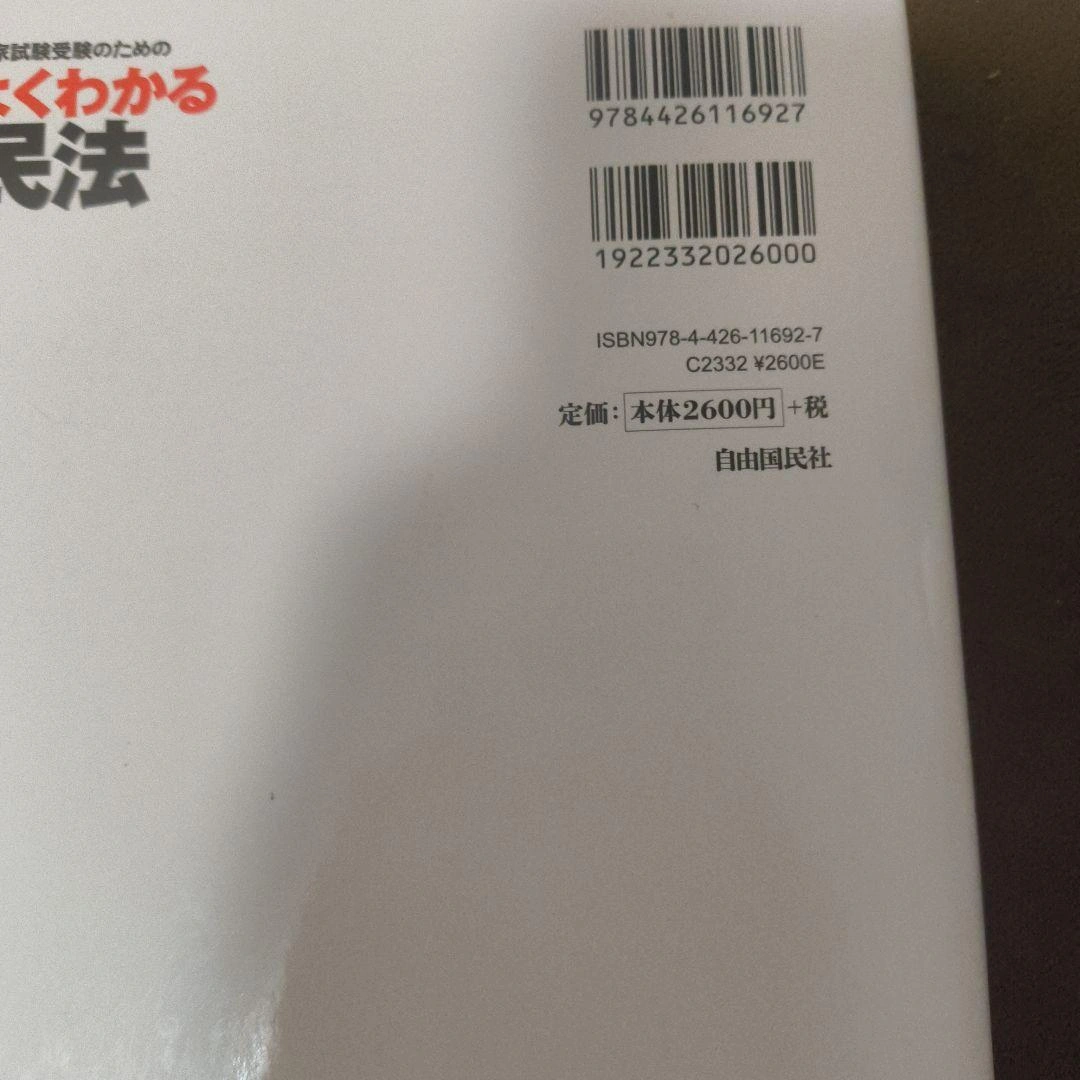 家試験受験のための
よくわかる
民法
9784426116927
1922332026000
ISBN978-4-426-11692-7
C2332 ¥2600E
定価：本体2600円+税
自由国民社